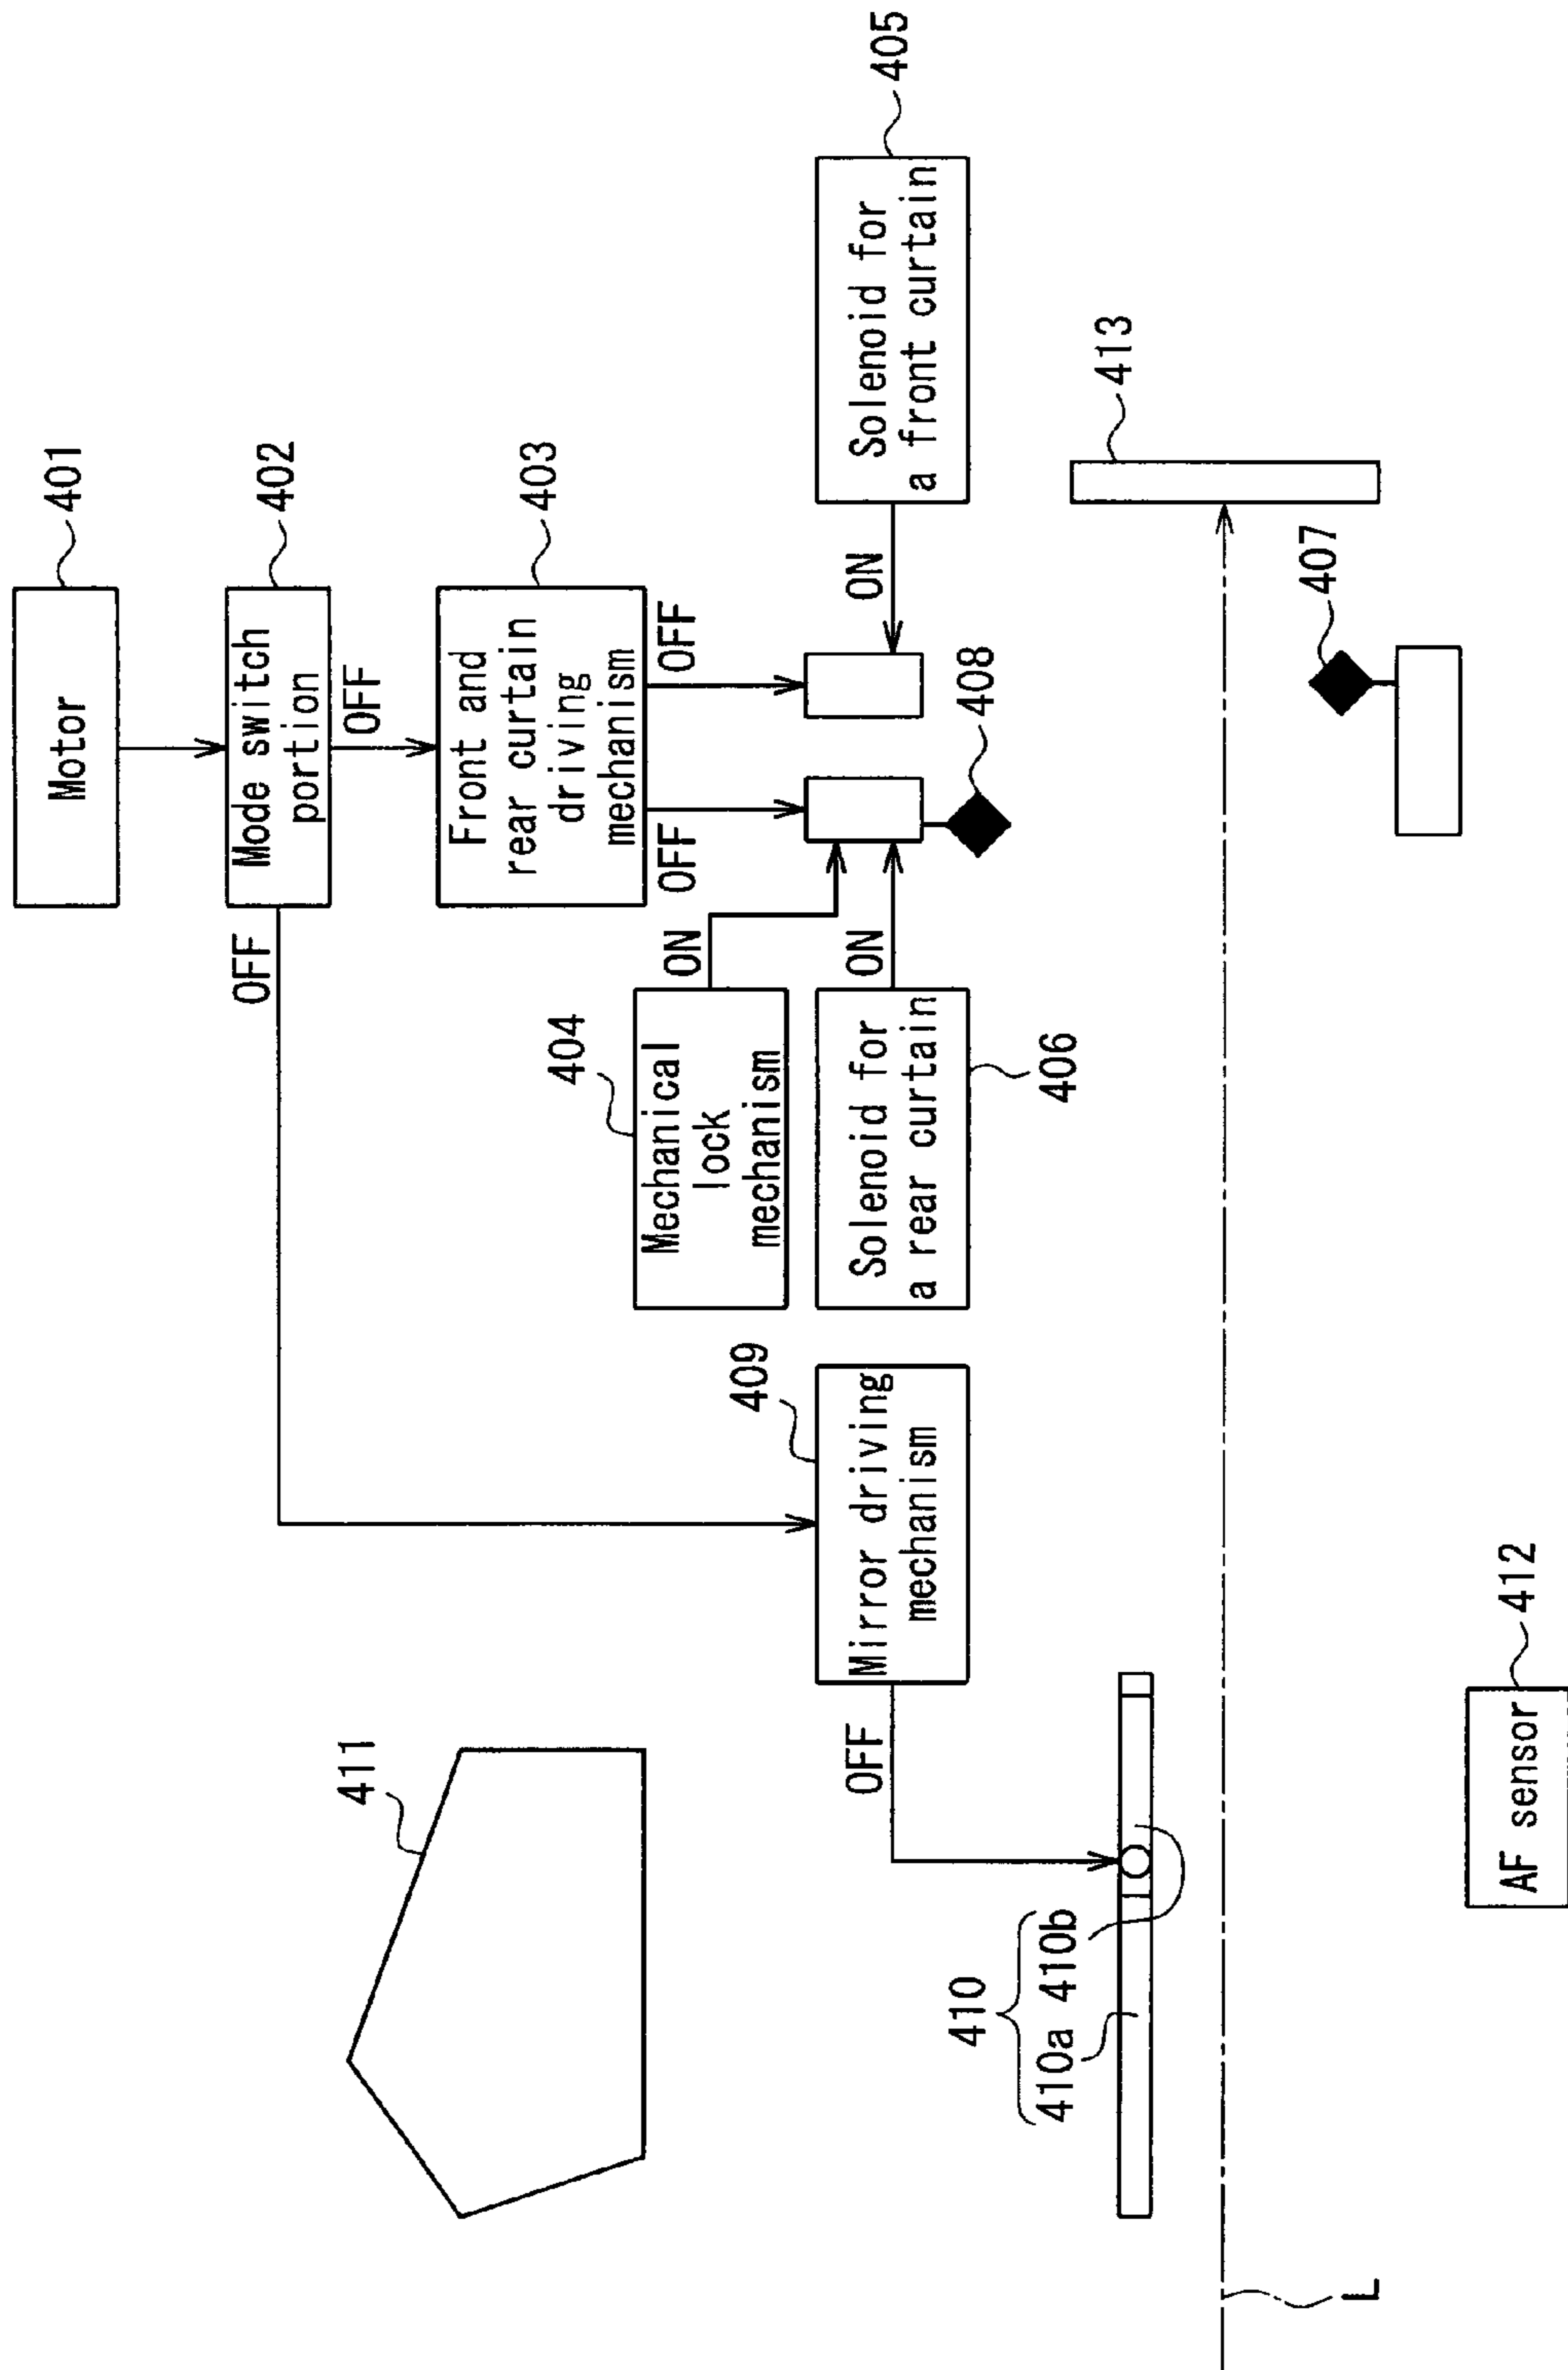 401
Motor
402
Mode switch
portion
OFF
OFF
403
Front and
rear curtain
driving
mechanism
OFF
OFF
404
Mechanical
lock
mechanism
ON
405
Solenoid for
a front curtain
ON
Solenoid for
a rear curtain
ON
406
408
409
Mirror driving
mechanism
OFF
411
410
410a 410b
413
407
412
AF sensor
L